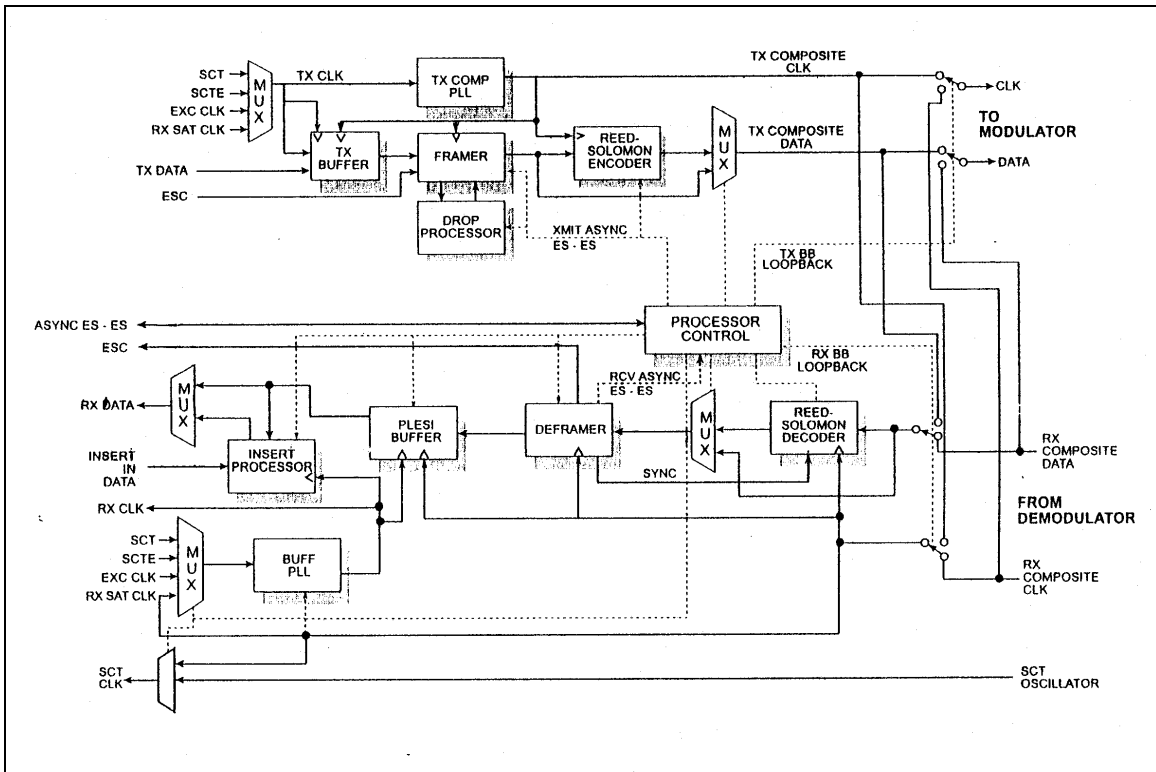 SCT
SCTE
EXC CLK
RX SAT CLK
MUX
TX CLK
TX COMP
PLL
TX COMPOSITE
CLK
CLK
TO
MODULATOR
DATA
TX
BUFFER
FRAMER
REED-
SOLOMON
ENCODER
MUX
TX COMPOSITE
DATA
TX DATA
ESC
DROP
PROCESSOR
XMIT ASYNC
ES - ES
TX BB
LOOPBACK
ASYNC ES - ES
ESC
PROCESSOR
CONTROL
RX BB
LOOPBACK
RCV ASYNC
ES - ES
MUX
RX DATA
PLESI
BUFFER
DEFRAMER
MUX
REED-
SOLOMON
DECODER
INSERT
IN
DATA
INSERT
PROCESSOR
SYNC
RX
COMPOSITE
DATA
RX CLK
FROM
DEMODULATOR
SCT
SCTE
EXC CLK
RX SAT CLK
MUX
BUFF
PLL
RX
COMPOSITE
CLK
SCT
CLK
SCT
OSCILLATOR